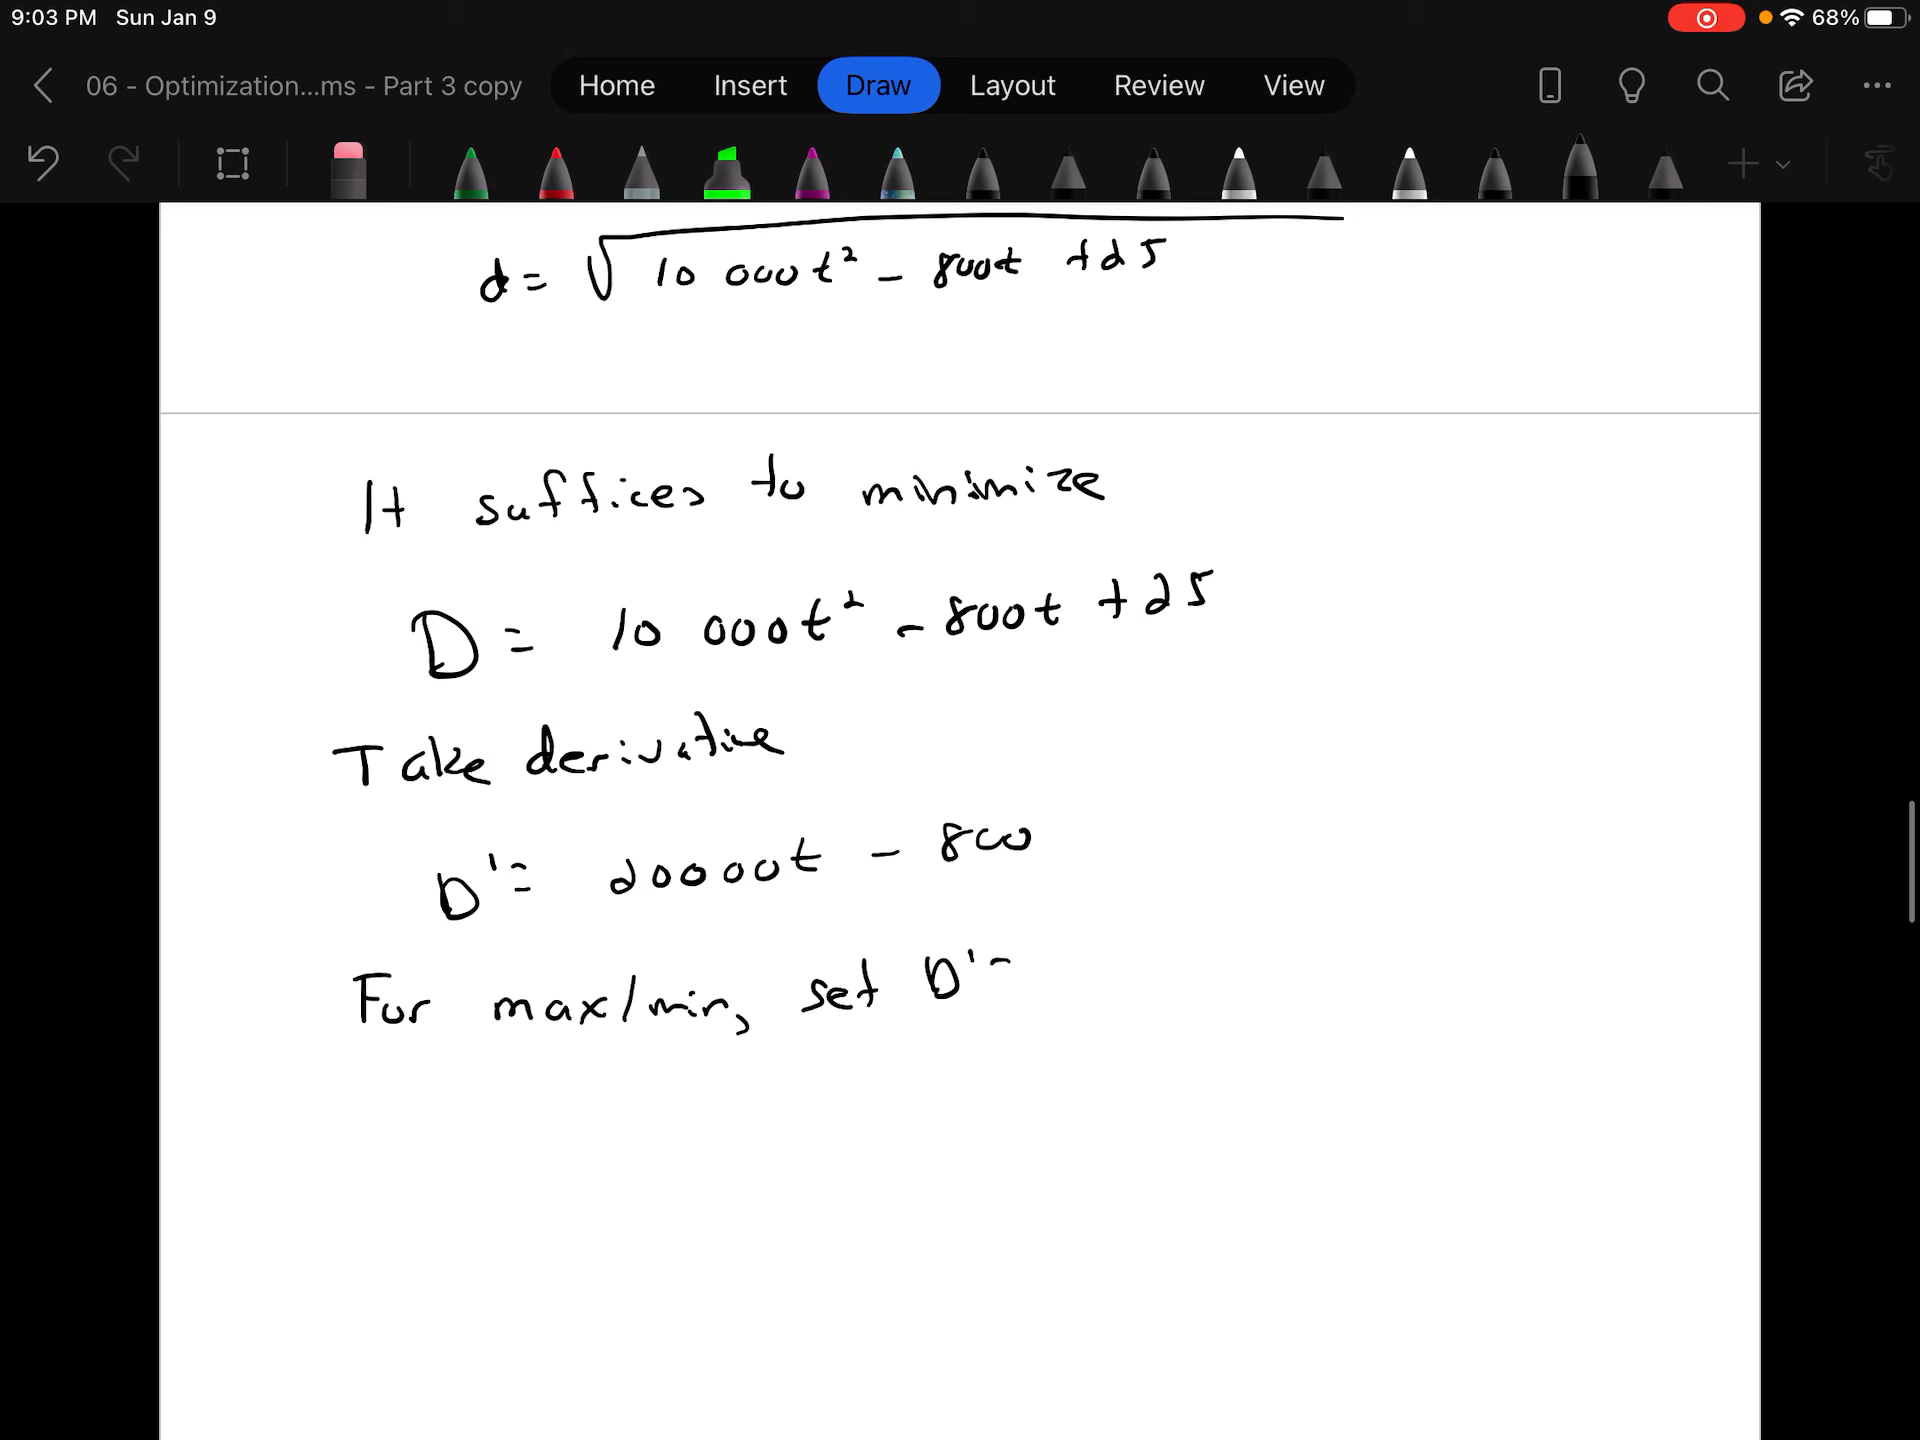 9:03 PM Sun Jan 9 68%
06 - Optimization...ms - Part 3 copy Home Insert Draw Layout Review View
d = √10 000t² - 800t + 25
It suffices to minimize
D = 10 000t² - 800t + 25
Take derivative
D' = 20000t - 800
For max/min, set D' -